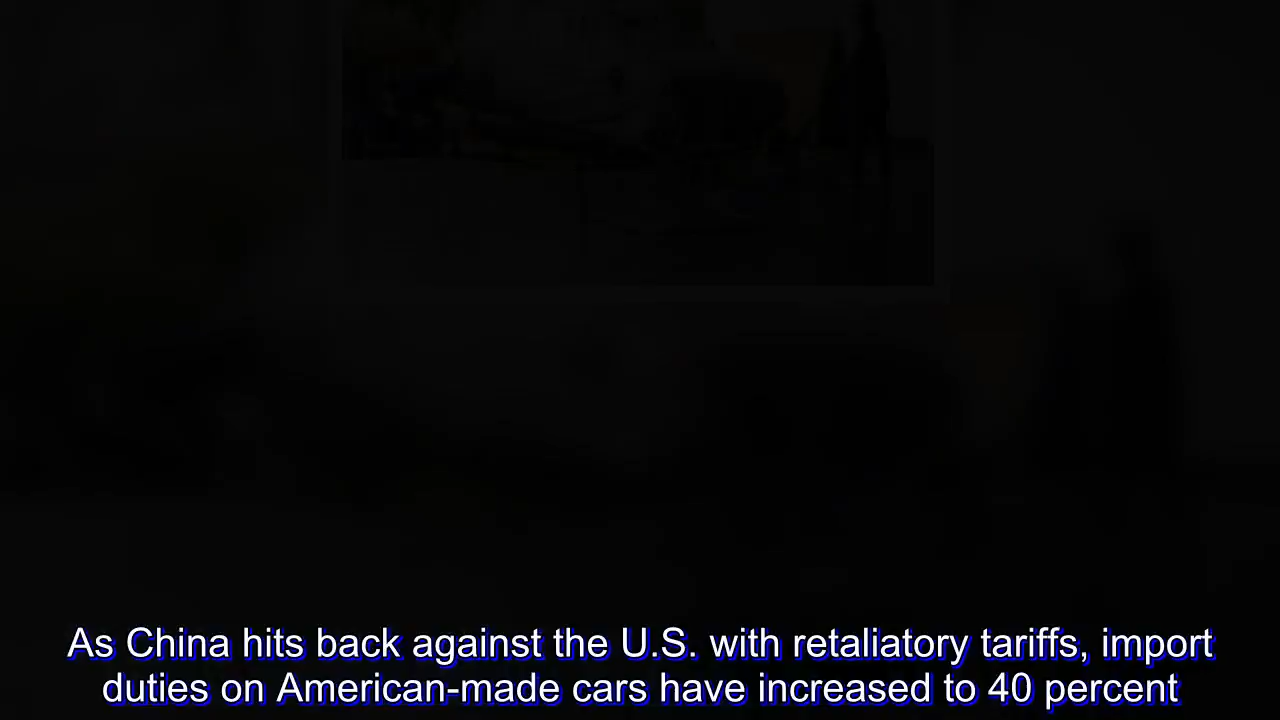 As China hits back against the U.S. with retaliatory tariffs, import
duties on American-made cars have increased to 40 percent